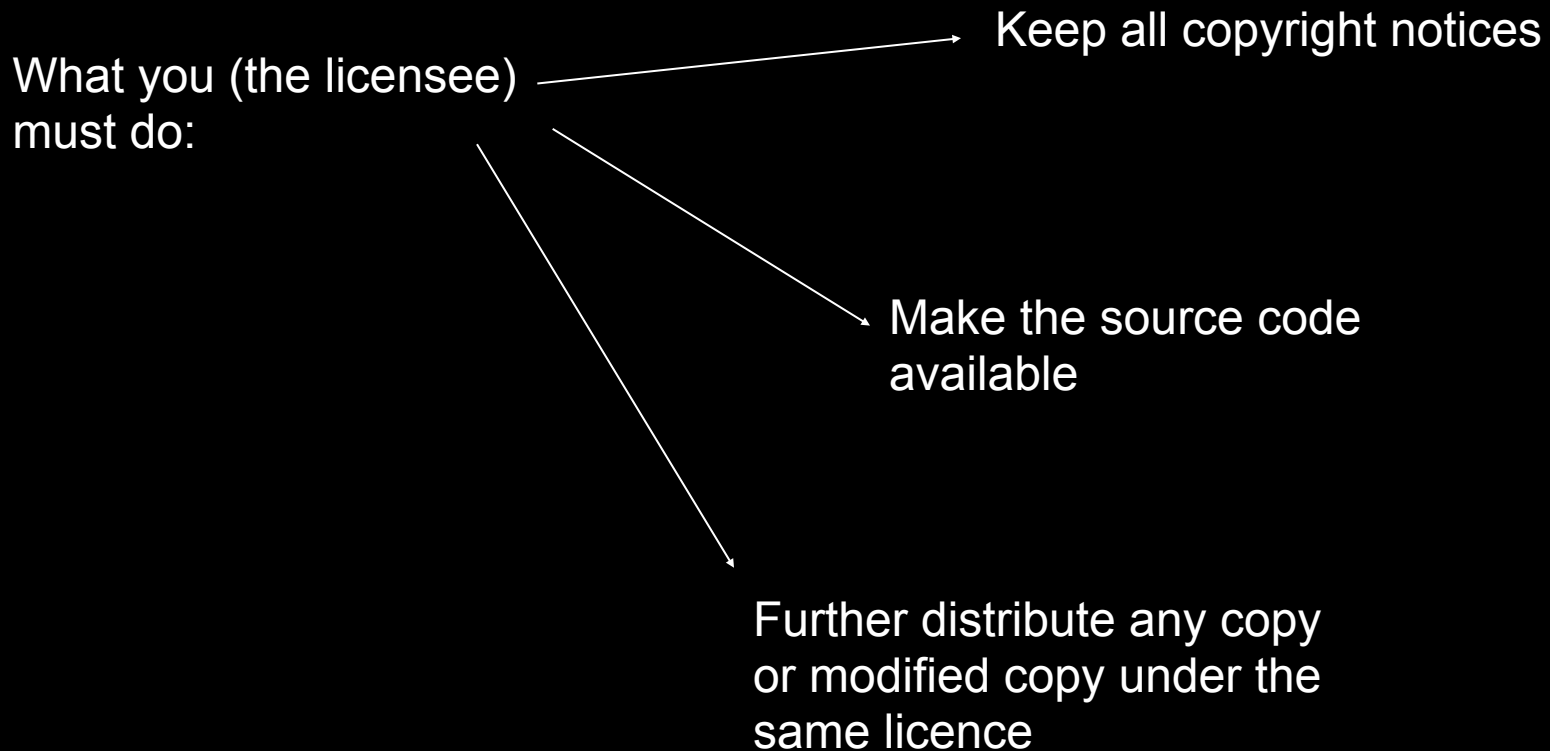 What you (the licensee)
must do:
Keep all copyright notices
Make the source code
available
Further distribute any copy
or modified copy under the
same licence